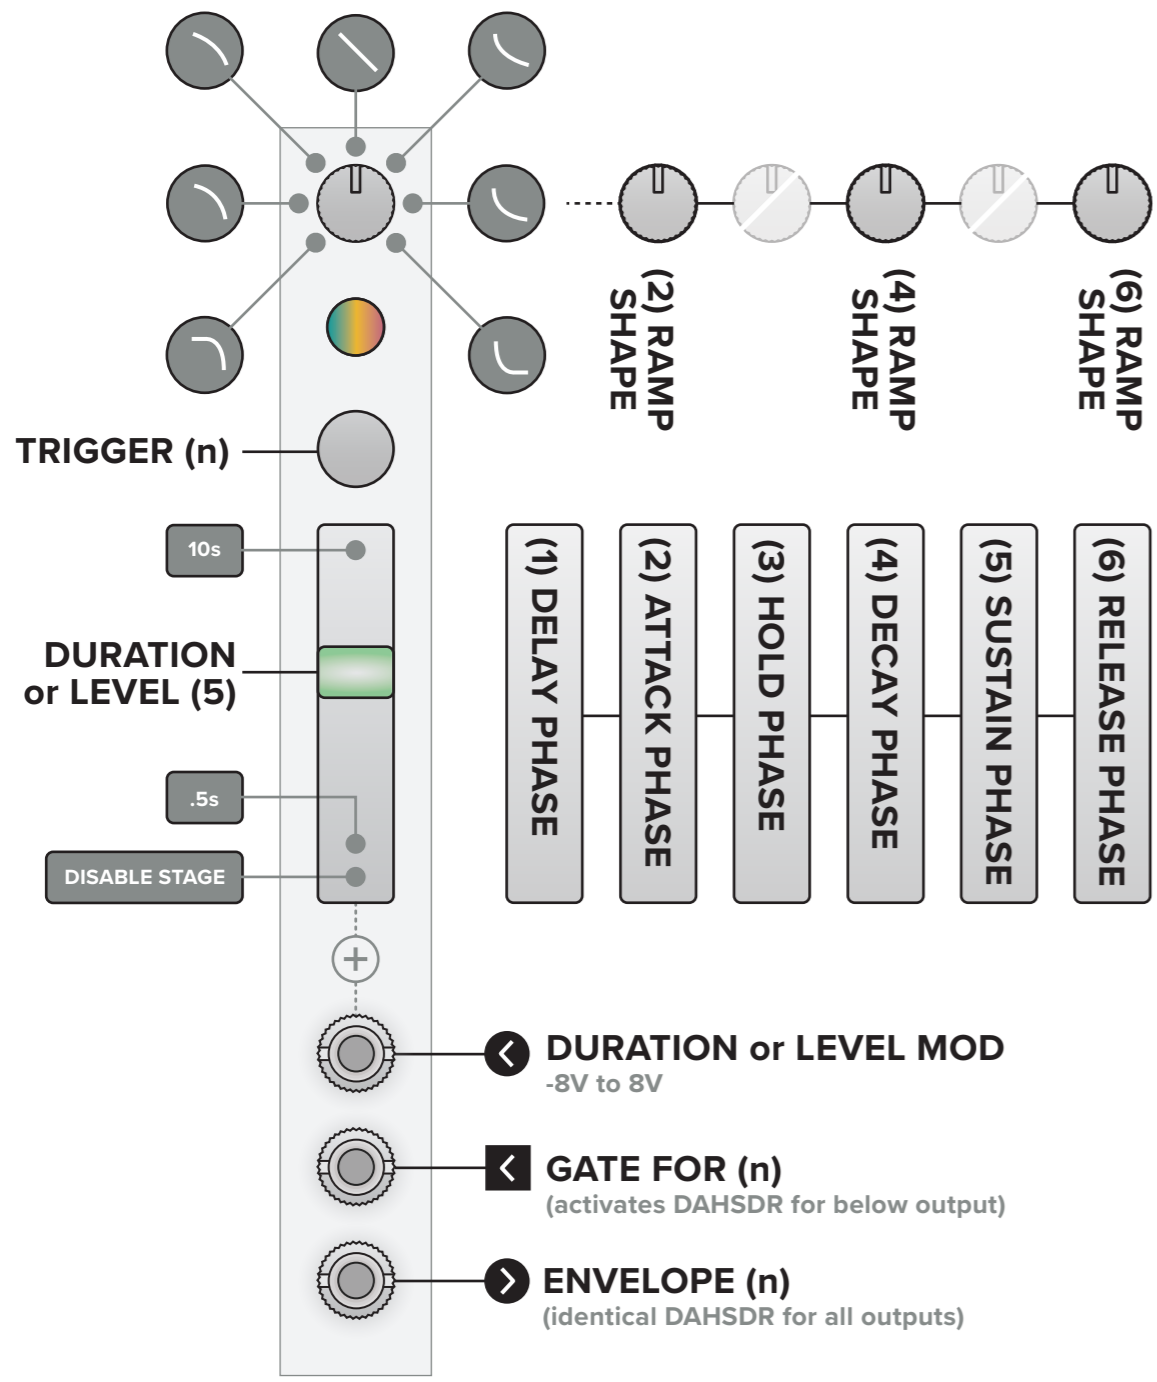 (2) RAMP
SHAPE
(4) RAMP
SHAPE
(6) RAMP
SHAPE
TRIGGER (n)
10s
DURATION
or LEVEL (5)
.5s
DISABLE STAGE
(1) DELAY PHASE
(2) ATTACK PHASE
(3) HOLD PHASE
(4) DECAY PHASE
(5) SUSTAIN PHASE
(6) RELEASE PHASE
DURATION or LEVEL MOD
-8V to 8V
GATE FOR (n)
(activates DAHSDR for below output)
ENVELOPE (n)
(identical DAHSDR for all outputs)